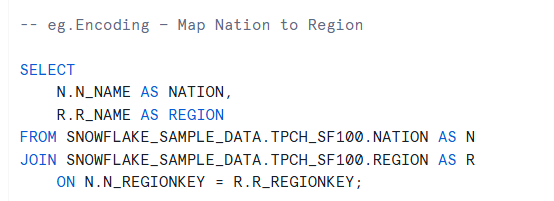 -- eg.Encoding – Map Nation to Region
SELECT
N.N_NAME AS NATION,
R.R_NAME AS REGION
FROM SNOWFLAKE_SAMPLE_DATA.TPCH_SF100.NATION AS N
JOIN SNOWFLAKE_SAMPLE_DATA.TPCH_SF100.REGION AS R
ON N.N_REGIONKEY = R.R_REGIONKEY;